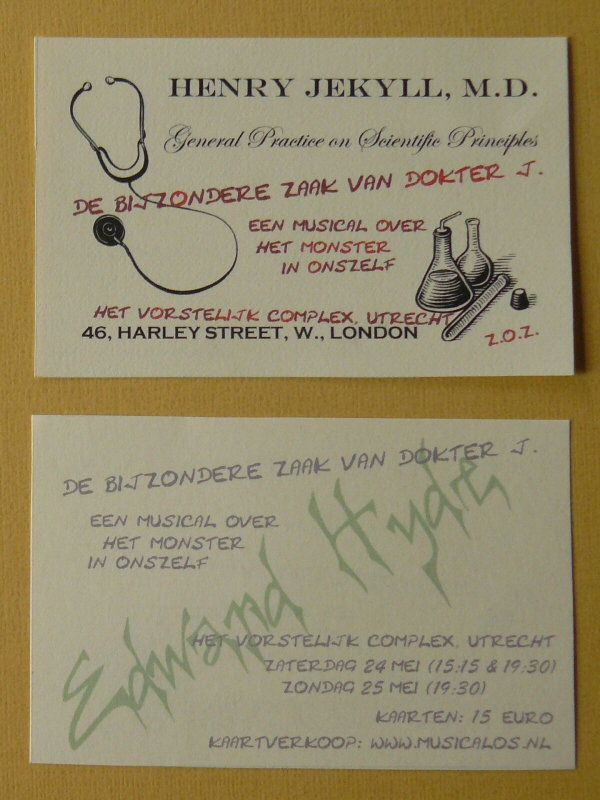 HENRY JEKYLL, M.D.
General Practice on Scientific Principles
DE BIJZONDERE ZAAK VAN DOKTER J.
EEN MUSICAL OVER
HET MONSTER
IN ONSZELF
HET VORSTELIJK COMPLEX, UTRECHT
46, HARLEY STREET, W., LONDON
Z.O.Z.
DE BIJZONDERE ZAAK VAN DOKTER J.
Edward Hyde
EEN MUSICAL OVER
HET MONSTER
IN ONSZELF
HET VORSTELIJK COMPLEX, UTRECHT
ZATERDAG 24 MEI (15:15 & 19:30)
ZONDAG 25 MEI (19:30)
KAARTEN: 15 EURO
KAARTVERKOOP: WWW.MUSICALOS.NL